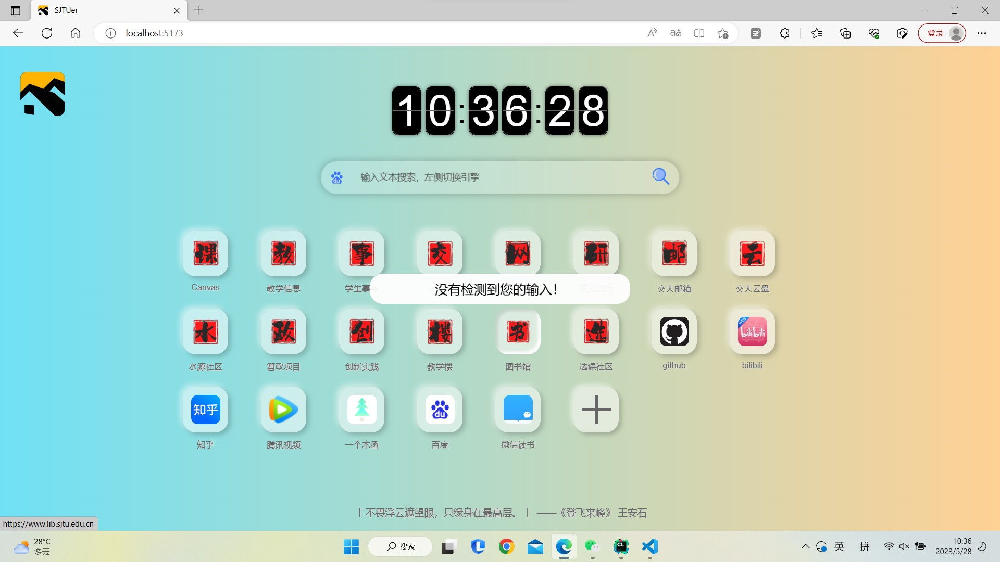 SJTUer
localhost:5173
登录
10:36:28
du
输入文本搜索，左侧切换引擎
课 教 事 交 网 研 邮 云
Canvas 教学信息 学生事 交大邮箱 交大云盘
没有检测到您的输入！
水 政 创 楼 书 选 WEB bilibili
水源社区 䇹政项目 创新实践 教学楼 图书馆 选课社区 github bilibili
知乎 du
知乎 腾讯视频 一个木函 百度 微信读书
「 不畏浮云遮望眼，只缘身在最高层。 」 ——《登飞来峰》 王安石
https://www.lib.sjtu.edu.cn
28°C
多云
搜索
CL
英 拼
10:36
2023/5/28